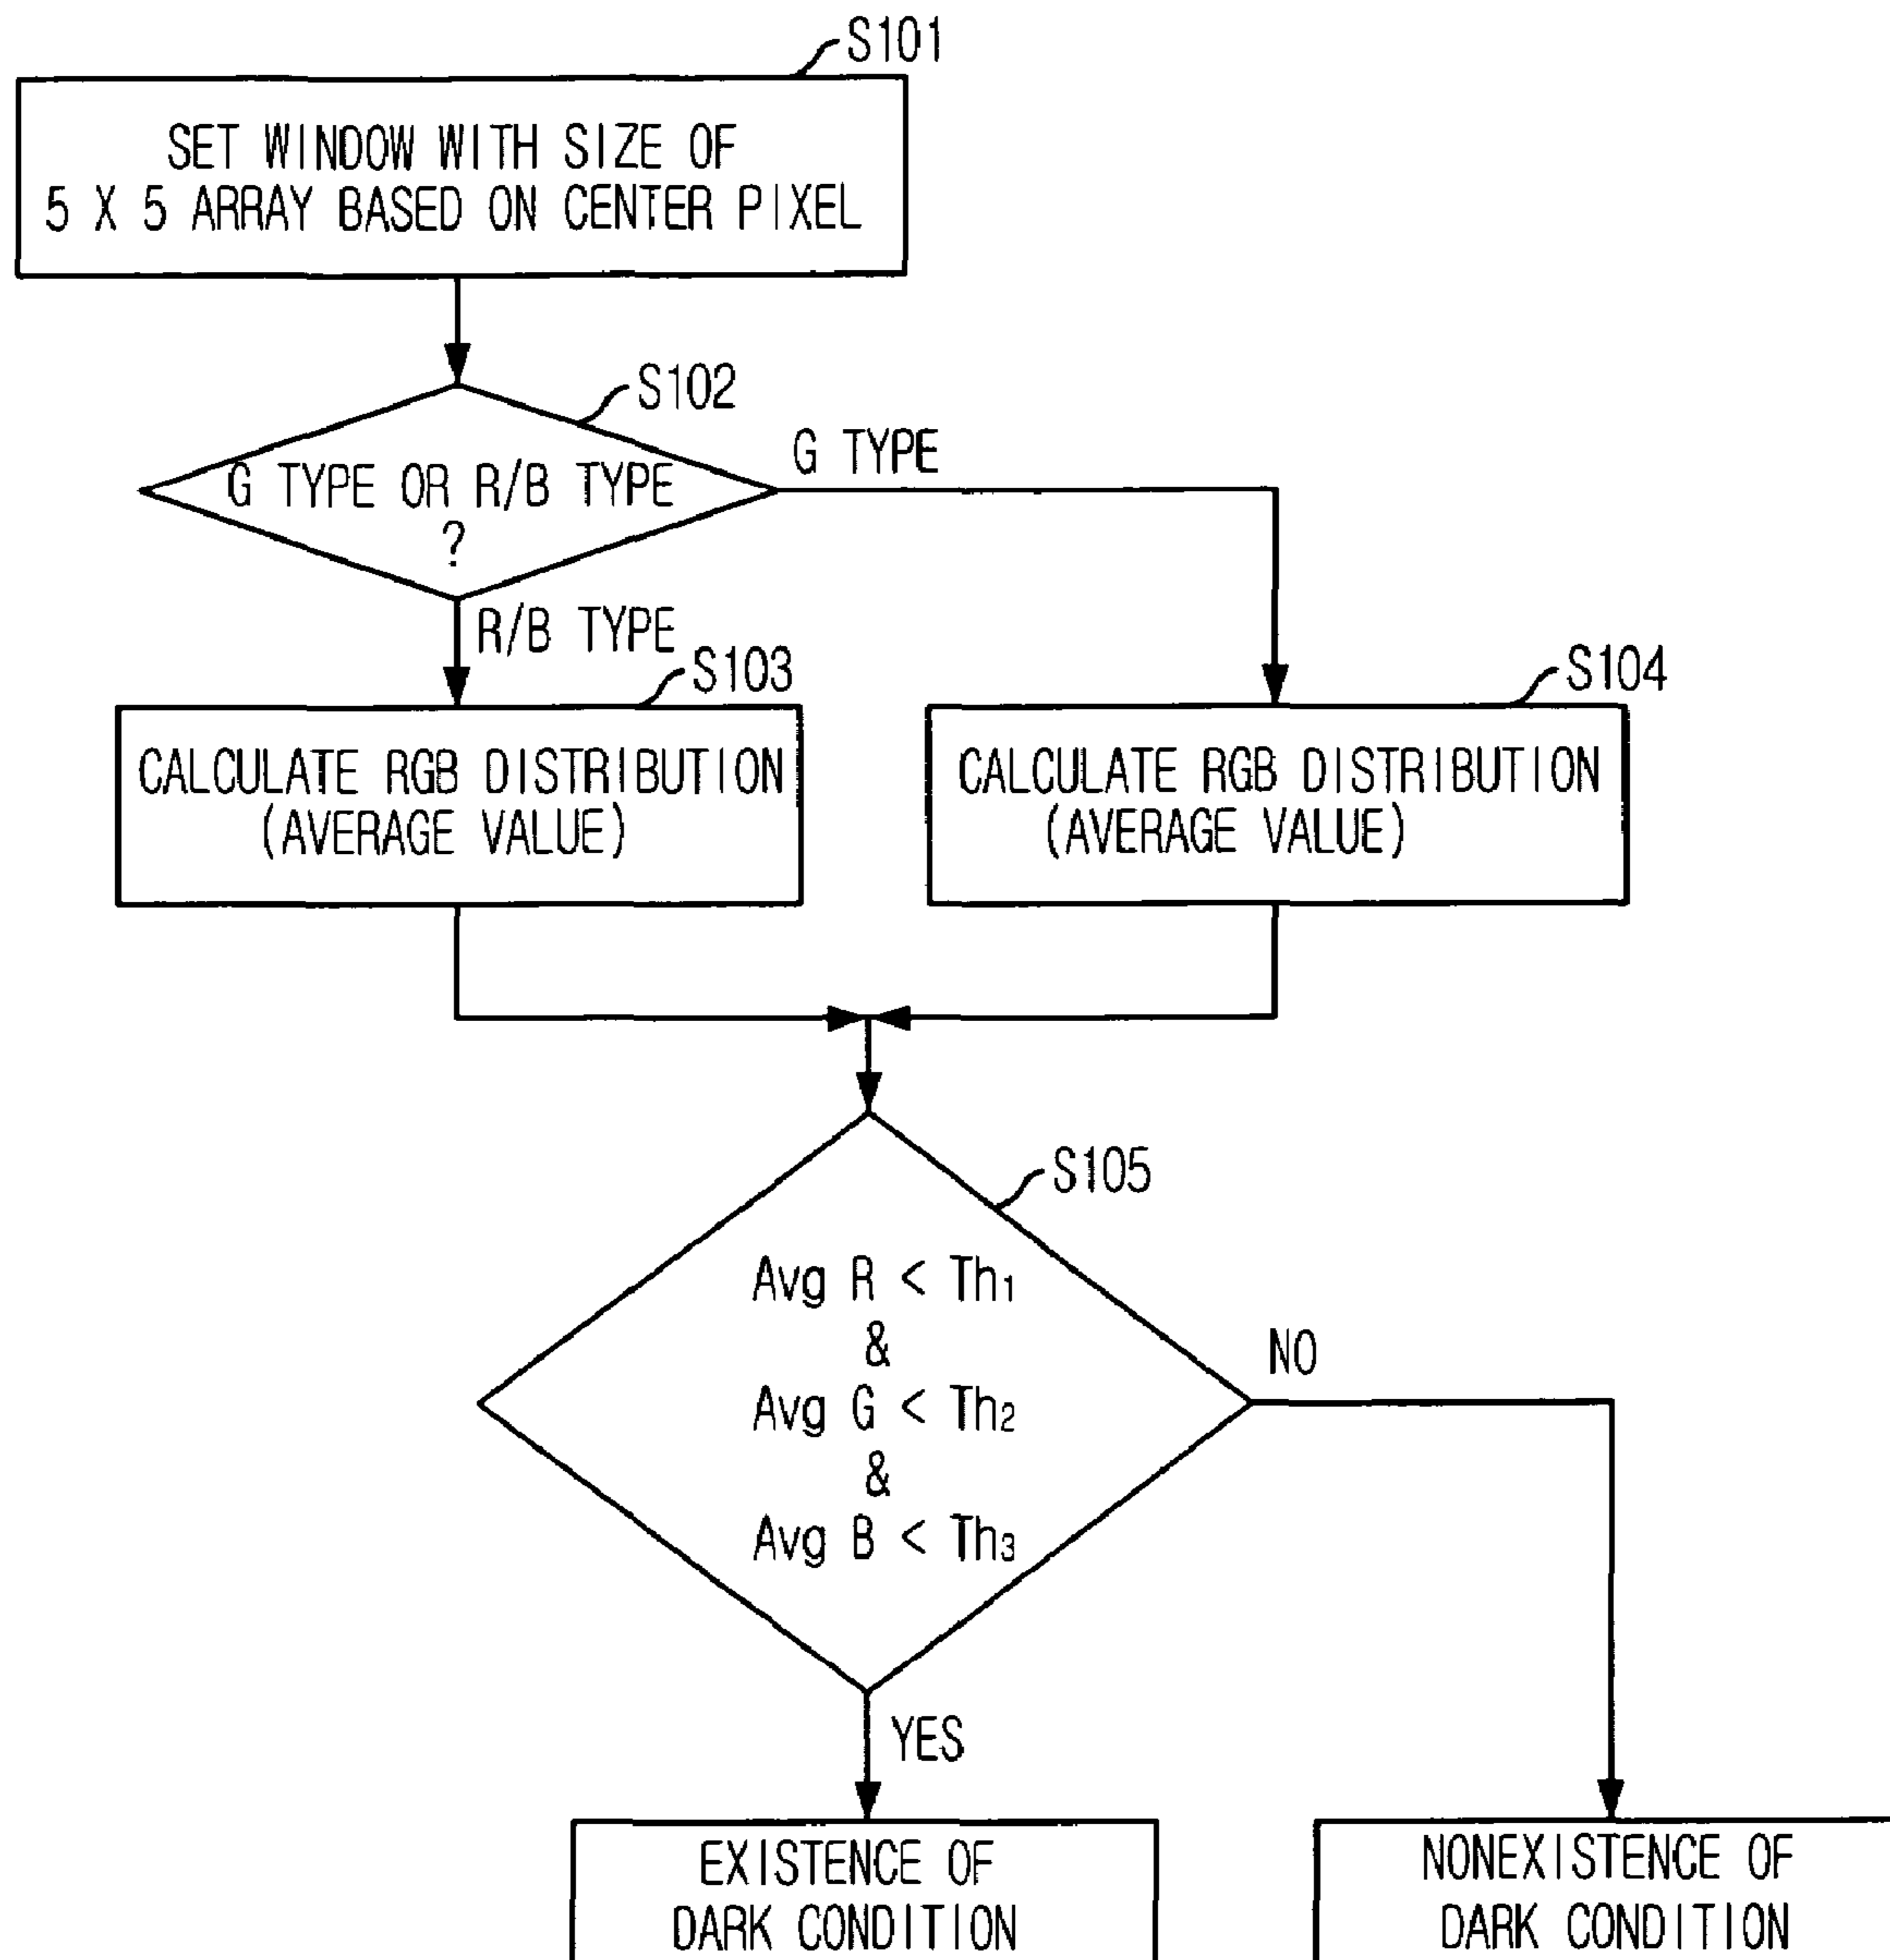 S101
SET WINDOW WITH SIZE OF
5 X 5 ARRAY BASED ON CENTER PIXEL
S102
G TYPE OR R/B TYPE
?
G TYPE
R/B TYPE
S103
CALCULATE RGB DISTRIBUTION
(AVERAGE VALUE)
S104
CALCULATE RGB DISTRIBUTION
(AVERAGE VALUE)
S105
Avg R < Th₁
&
Avg G < Th₂
&
Avg B < Th₃
NO
YES
EXISTENCE OF
DARK CONDITION
NONEXISTENCE OF
DARK CONDITION